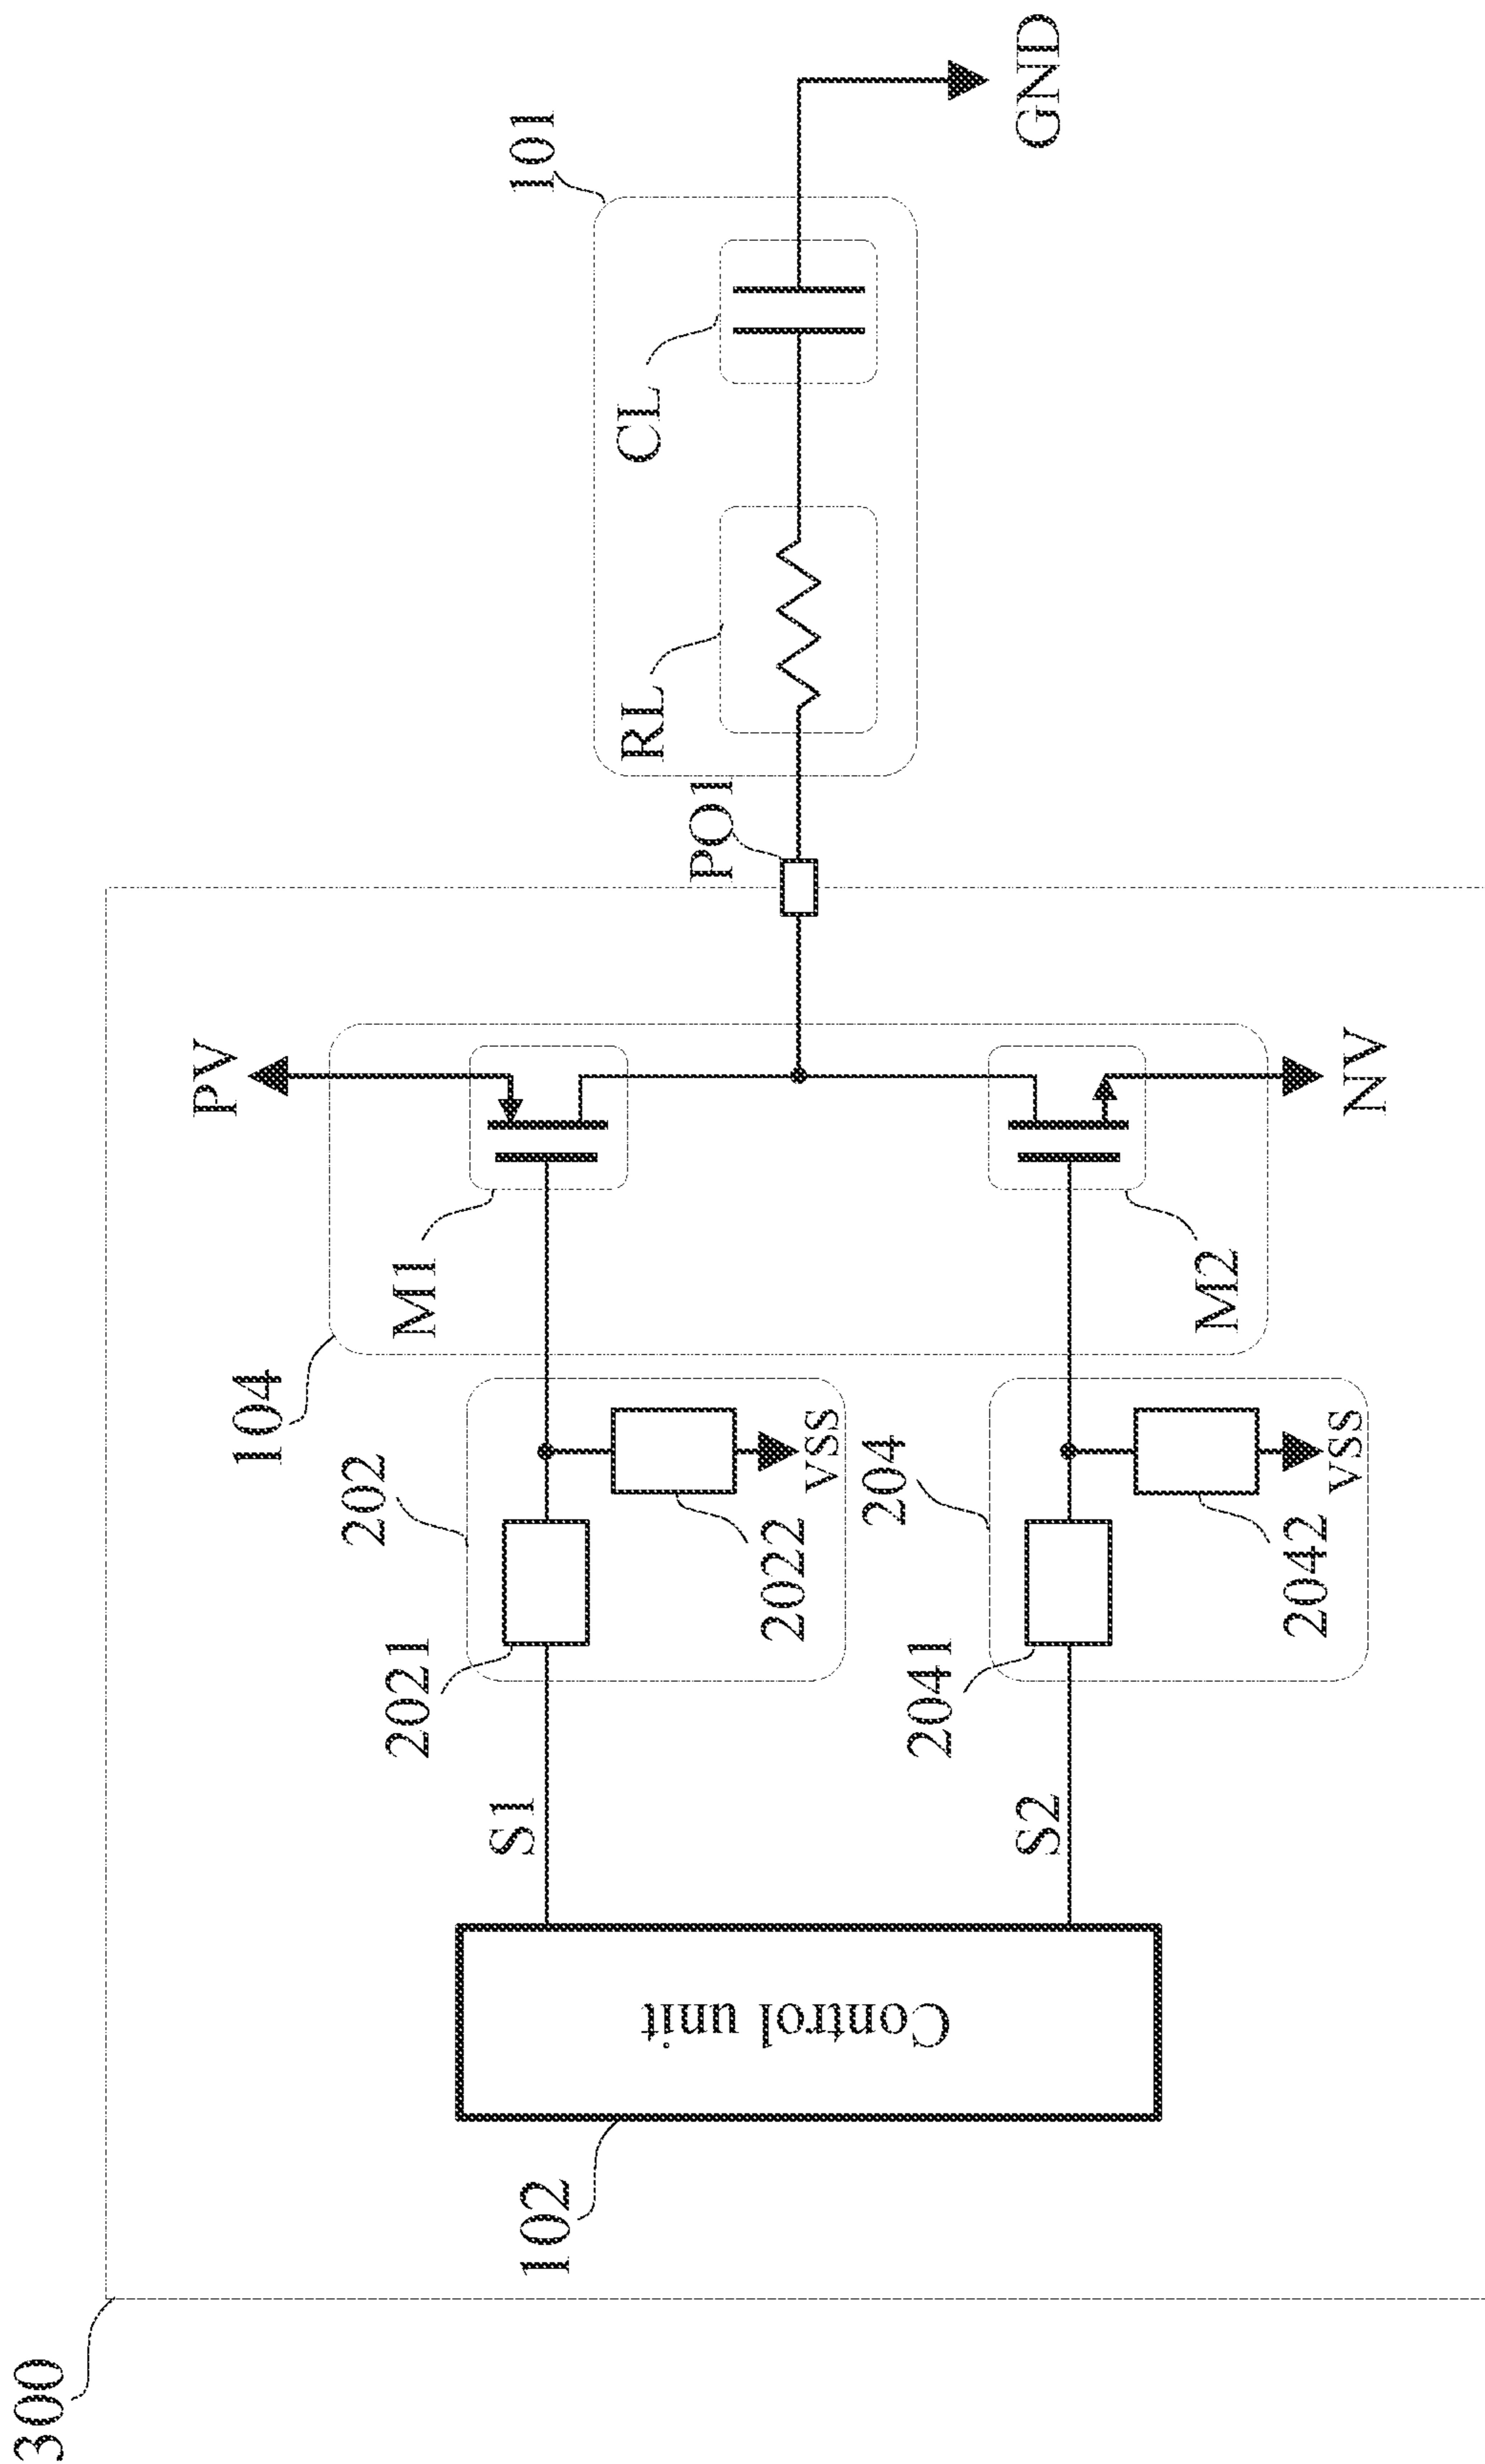 300
102
Control unit
S1
S2
2021
202
2022
VSS
2041
204
2042
VSS
104
M1
M2
PV
NV
PO1
RL
CL
101
GND